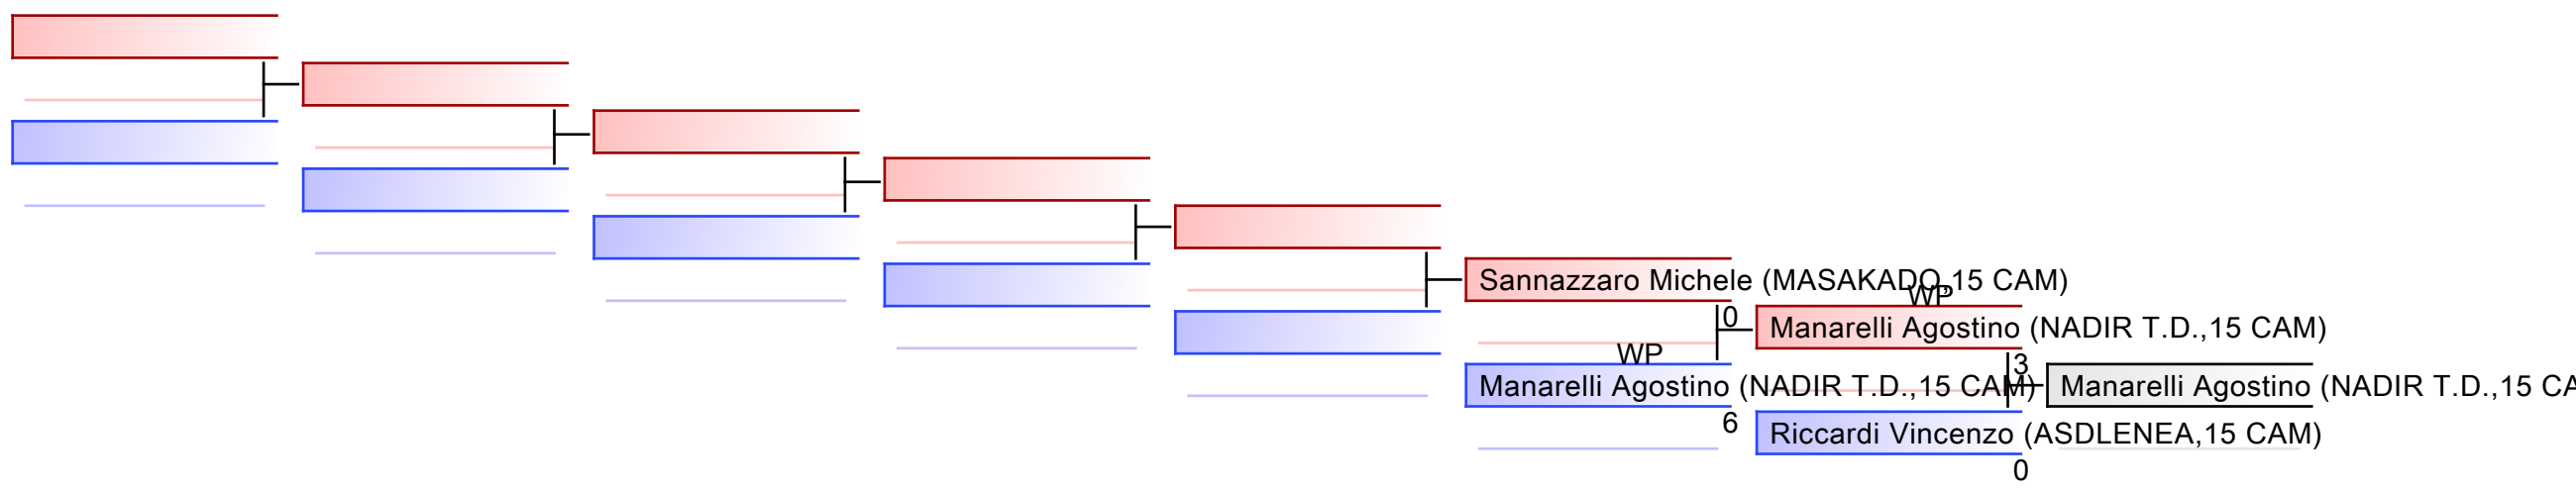 Sannazzaro Michele (MASAKADO,15 CAM)
WP
0
Manarelli Agostino (NADIR T.D.,15 CAM)
WP
3
Manarelli Agostino (NADIR T.D.,15 CAM)
Manarelli Agostino (NADIR T.D.,15 CA
6
Riccardi Vincenzo (ASDLENEA,15 CAM)
0